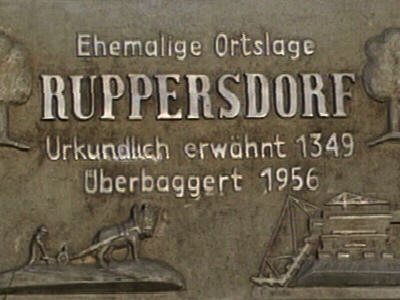 Ehemalige Ortslage
RUPPERSDORF
Urkundlich erwähnt 1349
Überbaggert 1956